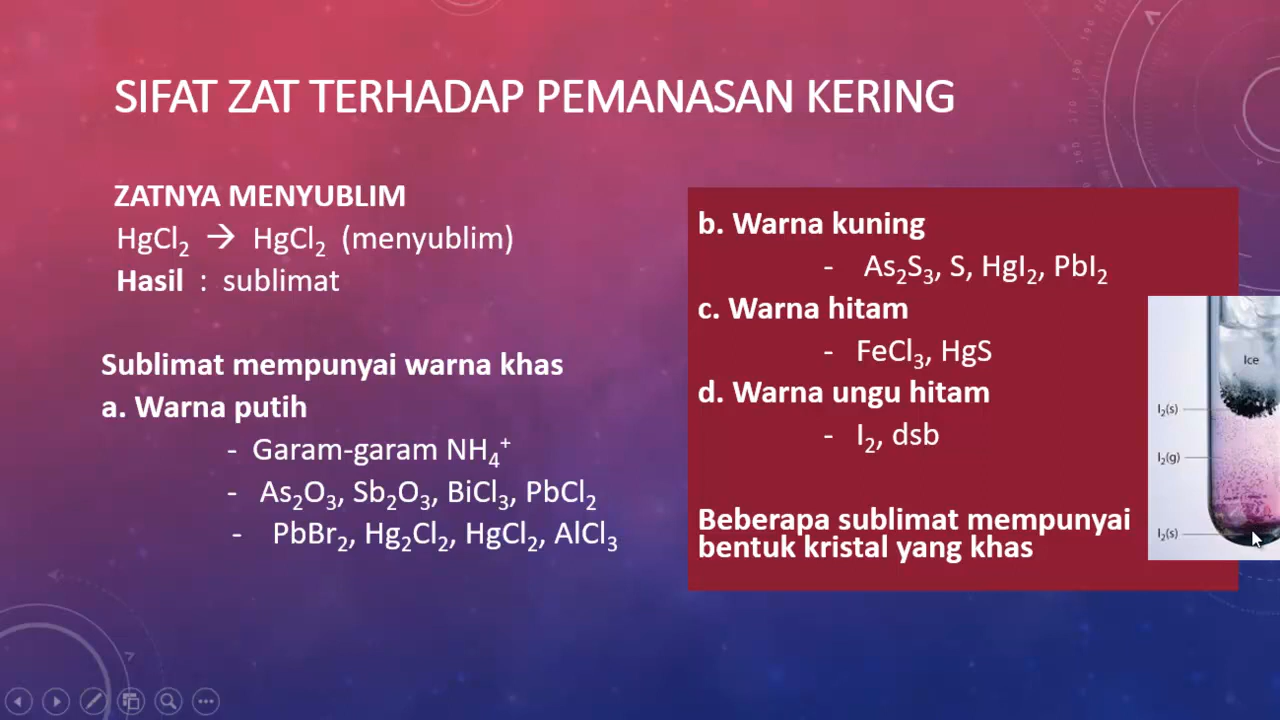 SIFAT ZAT TERHADAP PEMANASAN KERING
ZATNYA MENYUBLIM
HgCl₂ → HgCl₂ (menyublim)
Hasil : sublimat
Sublimat mempunyai warna khas
a. Warna putih
- Garam-garam NH₄⁺
- As₂O₃, Sb₂O₃, BiCl₃, PbCl₂
- PbBr₂, Hg₂Cl₂, HgCl₂, AlCl₃
b. Warna kuning
- As₂S₃, S, HgI₂, PbI₂
c. Warna hitam
- FeCl₃, HgS
d. Warna ungu hitam
- I₂, dsb
Beberapa sublimat mempunyai
bentuk kristal yang khas
Ice
I₂(s)
I₂(g)
I₂(s)